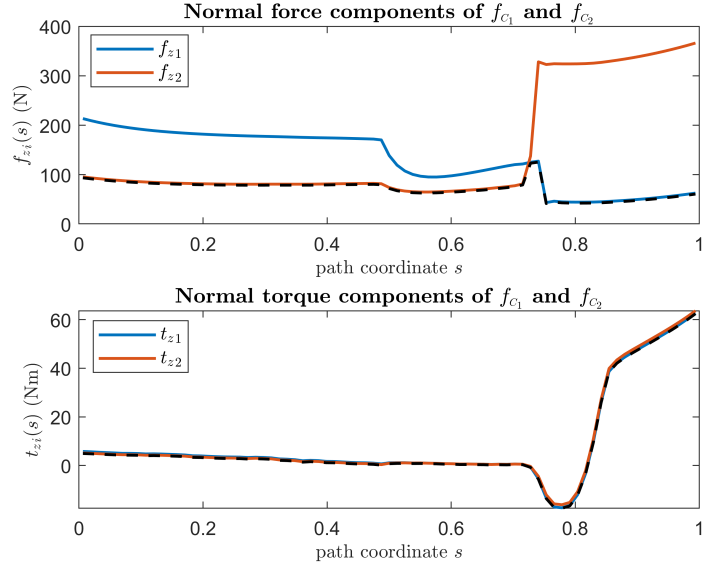 Normal force components of f_{C_1} and f_{C_2}
400
300
200
100
0
f_{z1}
f_{z2}
f_{zi}(s) (N)
0 0.2 0.4 0.6 0.8 1
path coordinate s
Normal torque components of f_{C_1} and f_{C_2}
60
40
20
0
t_{z1}
t_{z2}
t_{zi}(s) (Nm)
0 0.2 0.4 0.6 0.8 1
path coordinate s